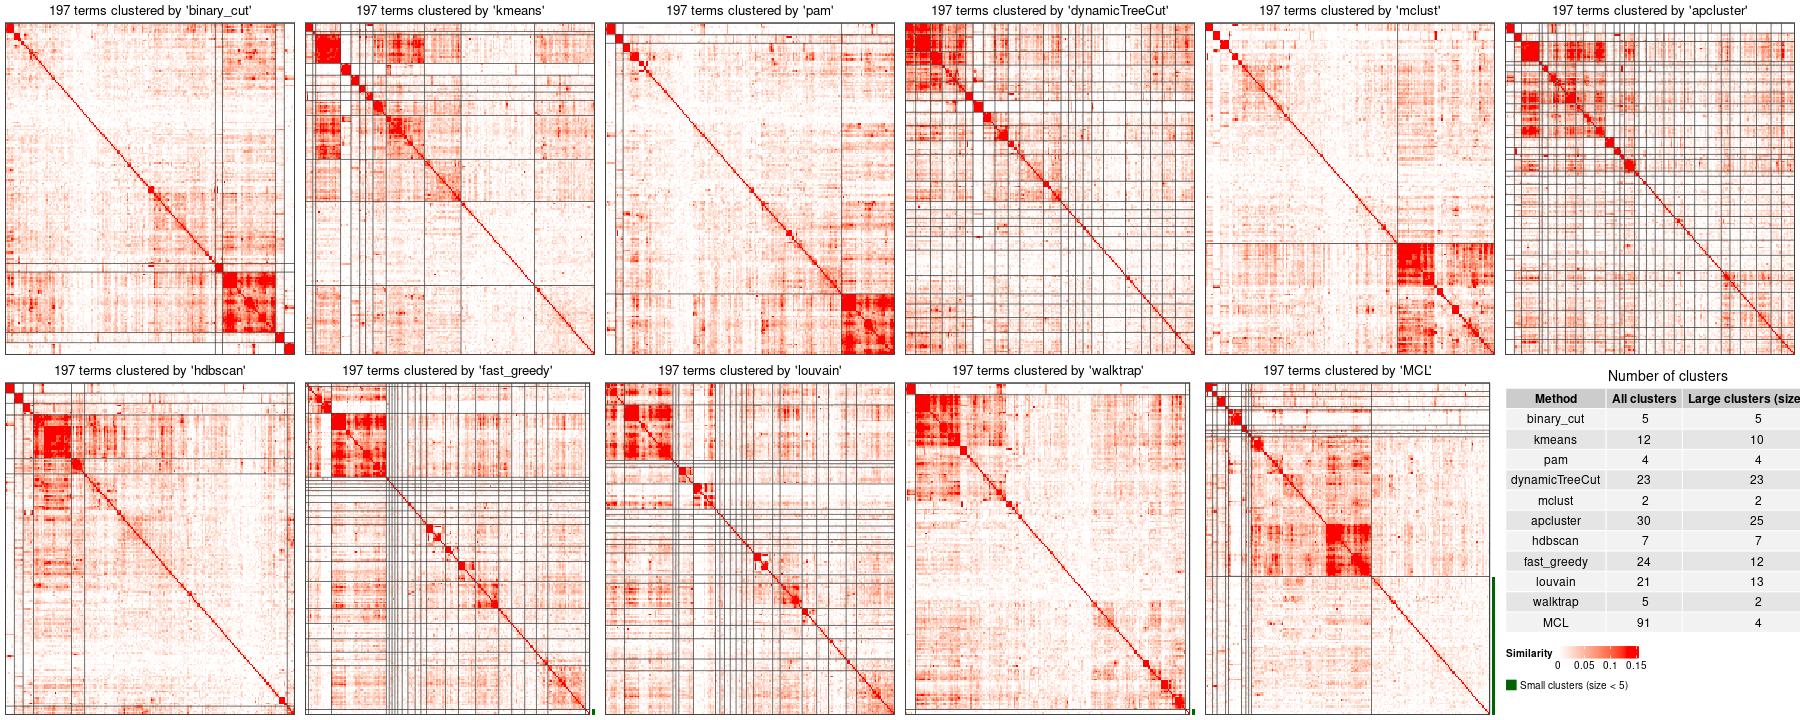 197 terms clustered by 'binary_cut'
197 terms clustered by 'kmeans'
197 terms clustered by 'pam'
197 terms clustered by 'dynamicTreeCut'
197 terms clustered by 'mclust'
197 terms clustered by 'apcluster'
197 terms clustered by 'hdbscan'
197 terms clustered by 'fast_greedy'
197 terms clustered by 'louvain'
197 terms clustered by 'walktrap'
197 terms clustered by 'MCL'
Number of clusters
Method All clusters Large clusters (size
binary_cut 5 5
kmeans 12 10
pam 4 4
dynamicTreeCut 23 23
mclust 2 2
apcluster 30 25
hdbscan 7 7
fast_greedy 24 12
louvain 21 13
walktrap 5 2
MCL 91 4
Similarity
0 0.05 0.1 0.15
Small clusters (size < 5)